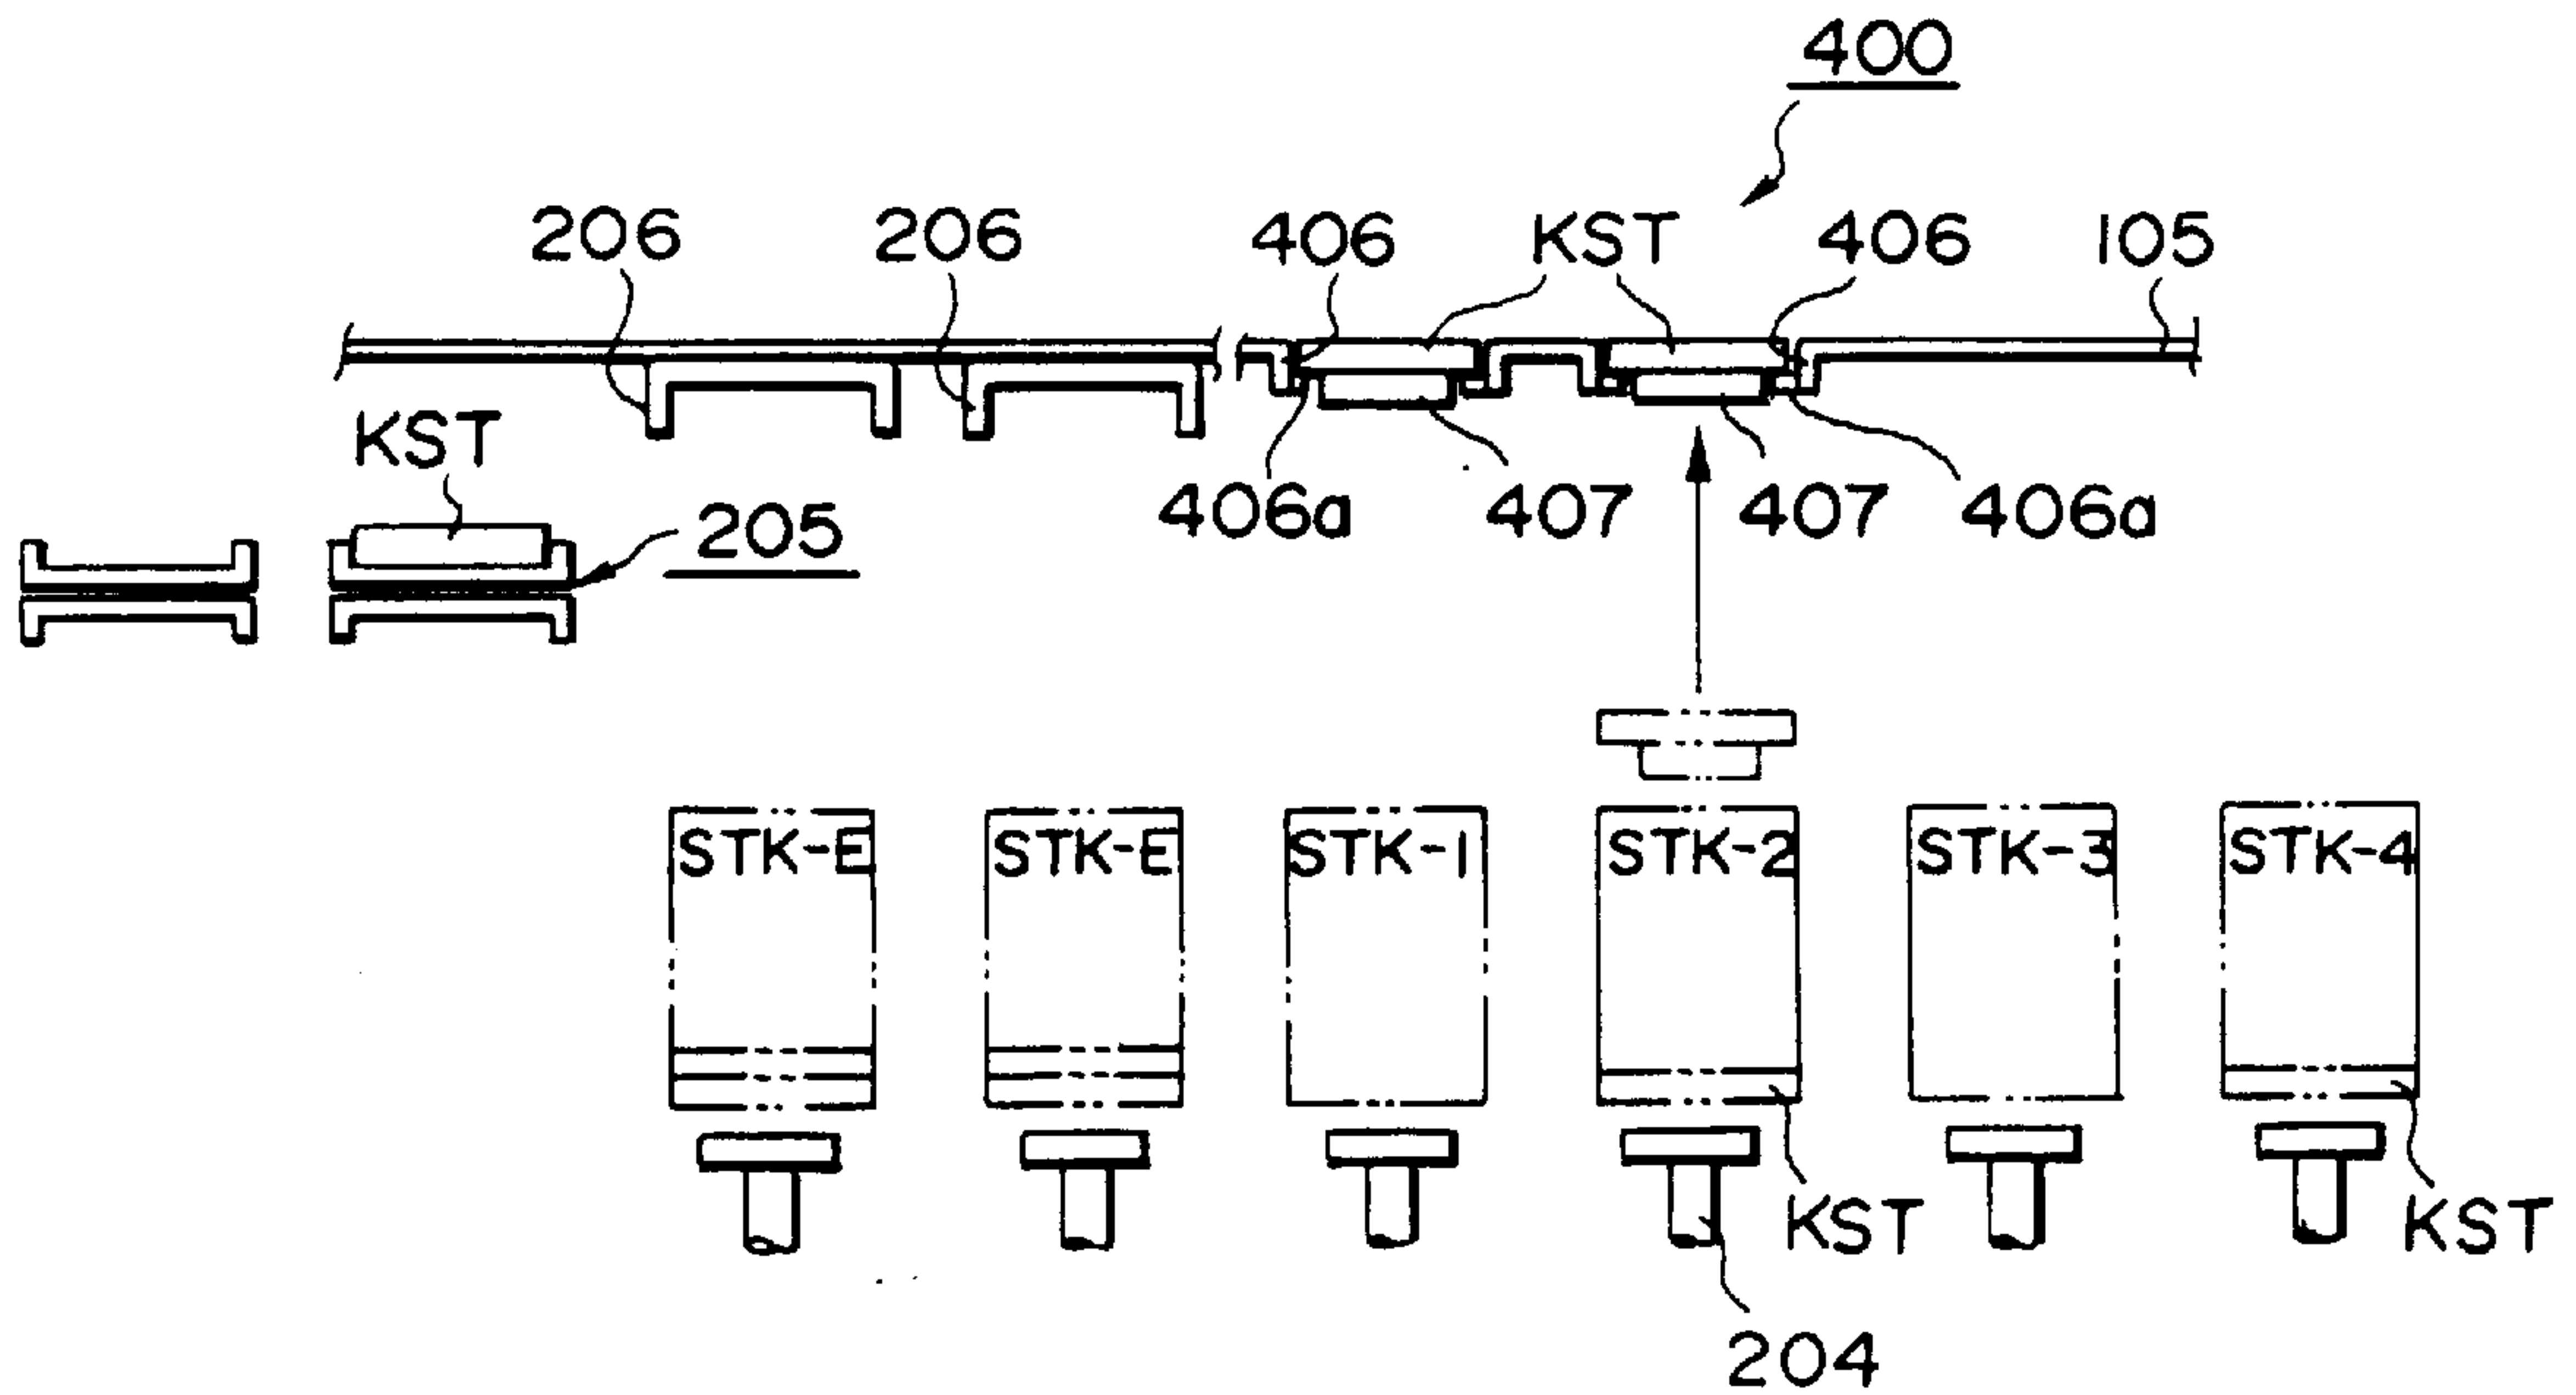 400
206 206 406 KST 406 105
KST
406a 407 407 406a
205
STK-E STK-E STK-1 STK-2 STK-3 STK-4
KST KST
204